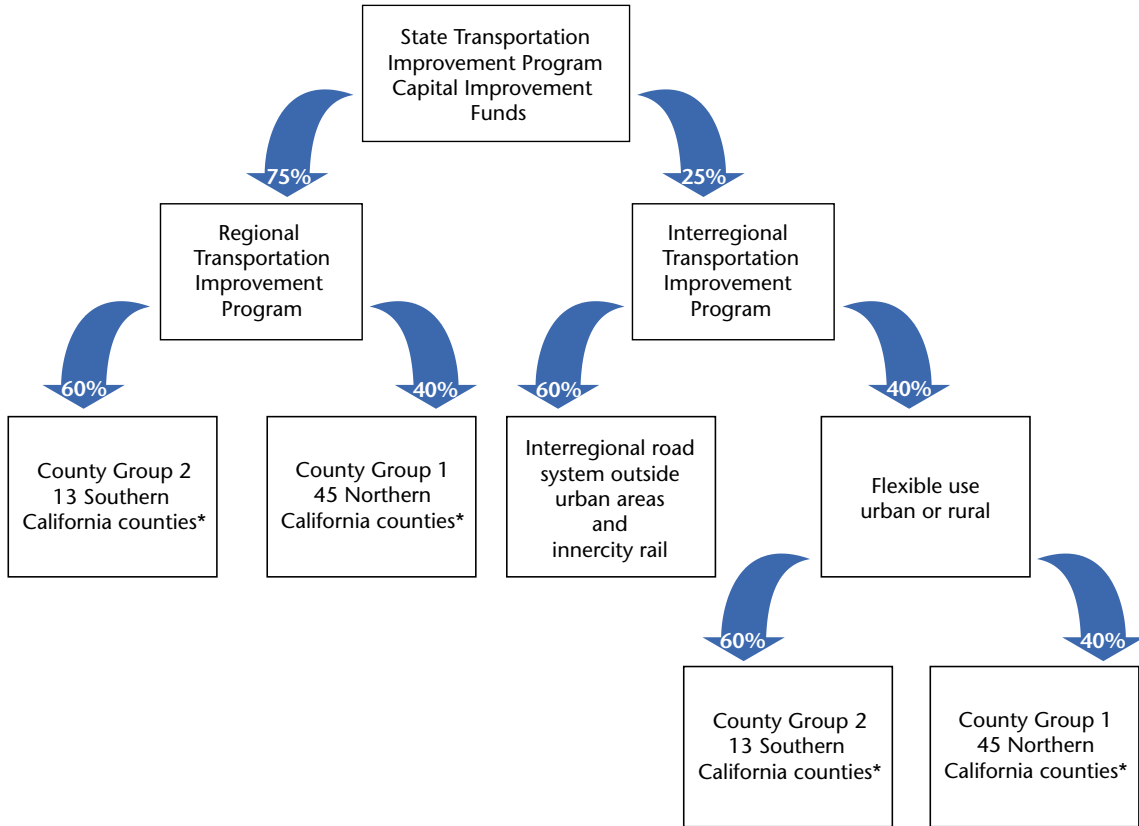 State Transportation
Improvement Program
Capital Improvement
Funds
75%
25%
Regional
Transportation
Improvement
Program
Interregional
Transportation
Improvement
Program
60%
40%
60%
40%
County Group 2
13 Southern
California counties*
County Group 1
45 Northern
California counties*
Interregional road
system outside
urban areas
and
innercity rail
Flexible use
urban or rural
60%
40%
County Group 2
13 Southern
California counties*
County Group 1
45 Northern
California counties*